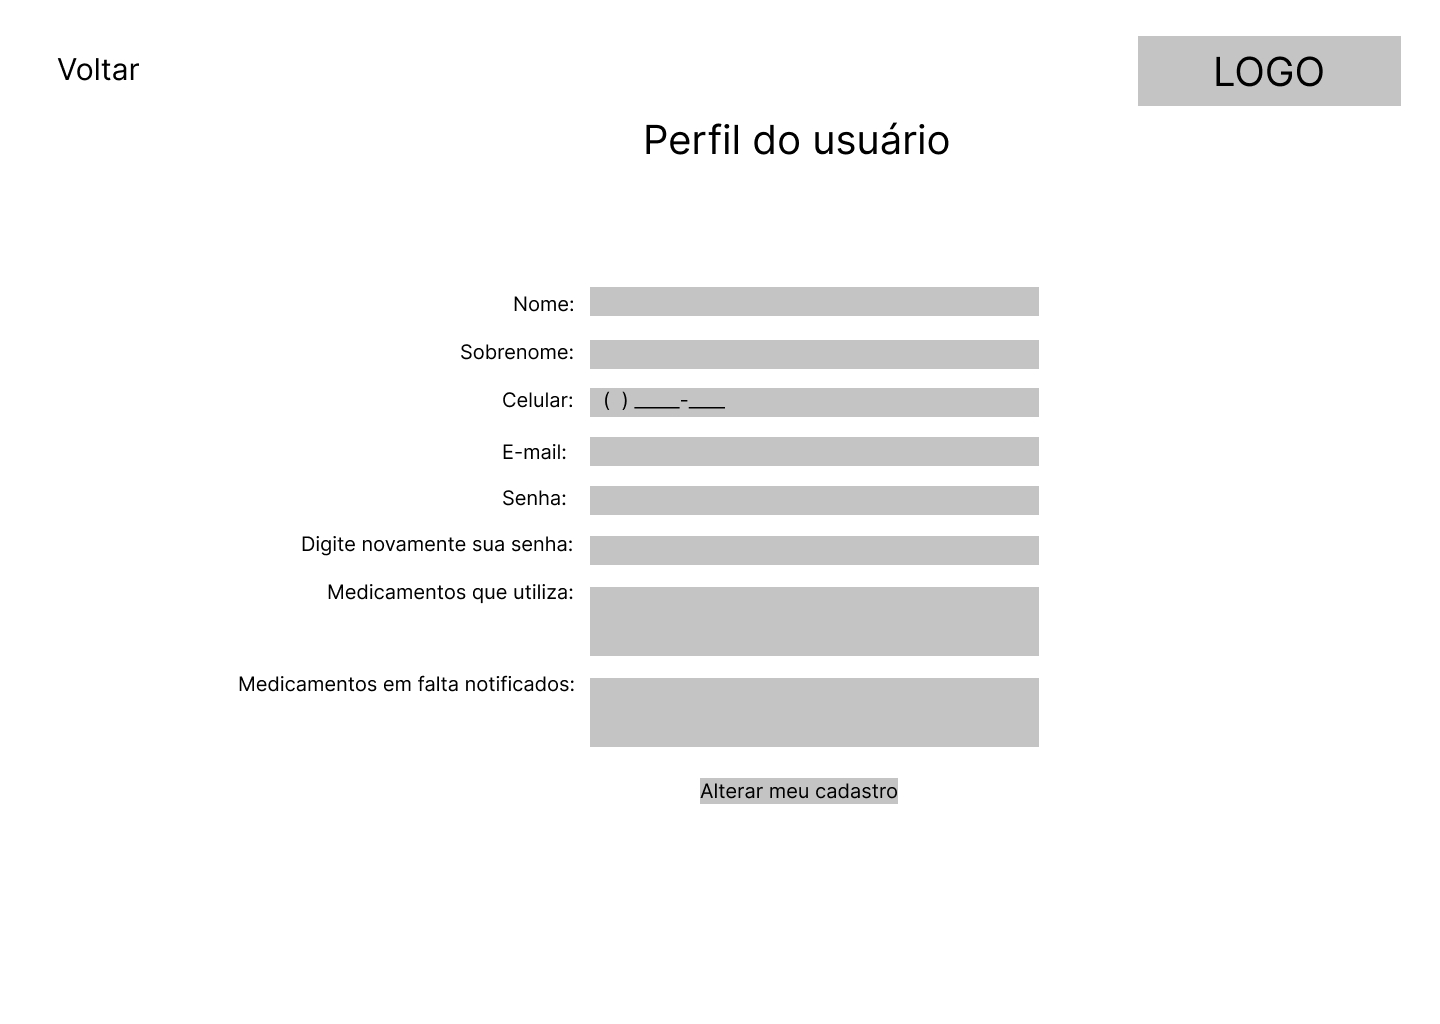 Voltar
LOGO
Perfil do usuário
Nome:
Sobrenome:
Celular: ( ) _____-____
E-mail:
Senha:
Digite novamente sua senha:
Medicamentos que utiliza:
Medicamentos em falta notificados:
Alterar meu cadastro